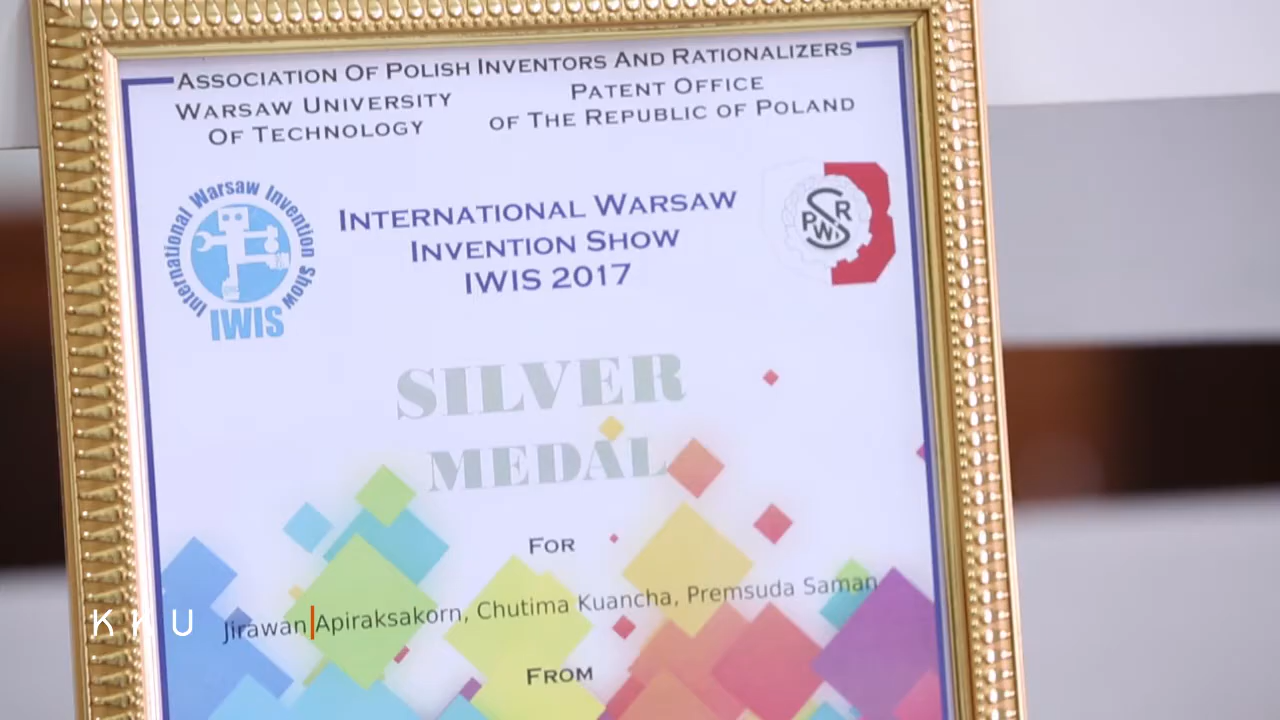 ASSOCIATION OF POLISH INVENTORS AND RATIONALIZERS
WARSAW UNIVERSITY
OF TECHNOLOGY
PATENT OFFICE
OF THE REPUBLIC OF POLAND
International Warsaw Invention Show
IWIS
INTERNATIONAL WARSAW
INVENTION SHOW
IWIS 2017
SILVER
MEDAL
FOR
Jirawan Apiraksakorn, Chutima Kuancha, Premsuda Saman
FROM
KKU